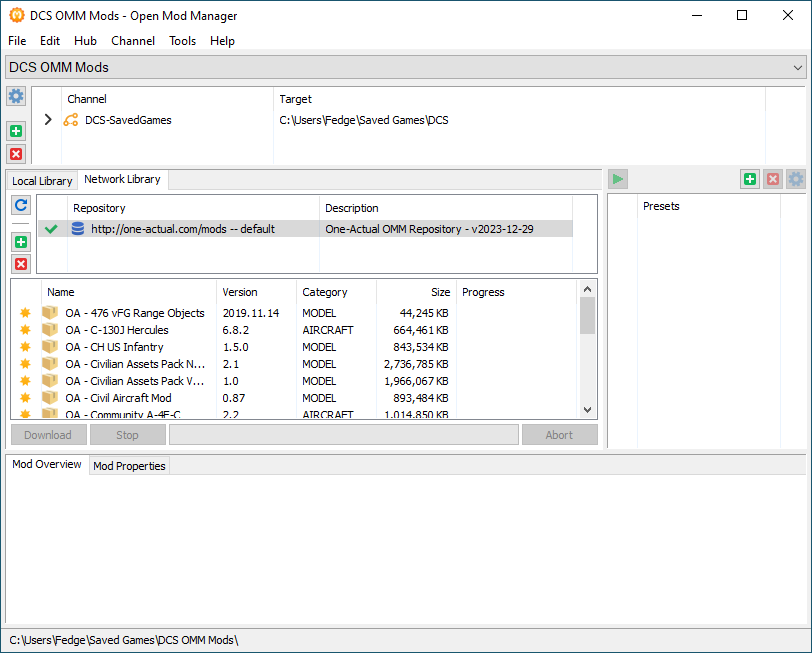 DCS OMM Mods - Open Mod Manager
File Edit Hub Channel Tools Help
DCS OMM Mods
Channel Target
DCS-SavedGames C:\Users\Fedge\Saved Games\DCS
Local Library Network Library
Repository Description
http://one-actual.com/mods -- default One-Actual OMM Repository - v2023-12-29
Presets
Name Version Category Size Progress
OA - 476 vFG Range Objects 2019.11.14 MODEL 44,245 KB
OA - C-130J Hercules 6.8.2 AIRCRAFT 664,461 KB
OA - CH US Infantry 1.5.0 MODEL 843,534 KB
OA - Civilian Assets Pack N... 2.1 MODEL 2,736,785 KB
OA - Civilian Assets Pack V... 1.0 MODEL 1,966,067 KB
OA - Civil Aircraft Mod 0.87 MODEL 893,484 KB
OA - Community A-4E-C 2.2 AIRCRAFT 1,014,850 KB
Download Stop Abort
Mod Overview Mod Properties
C:\Users\Fedge\Saved Games\DCS OMM Mods\